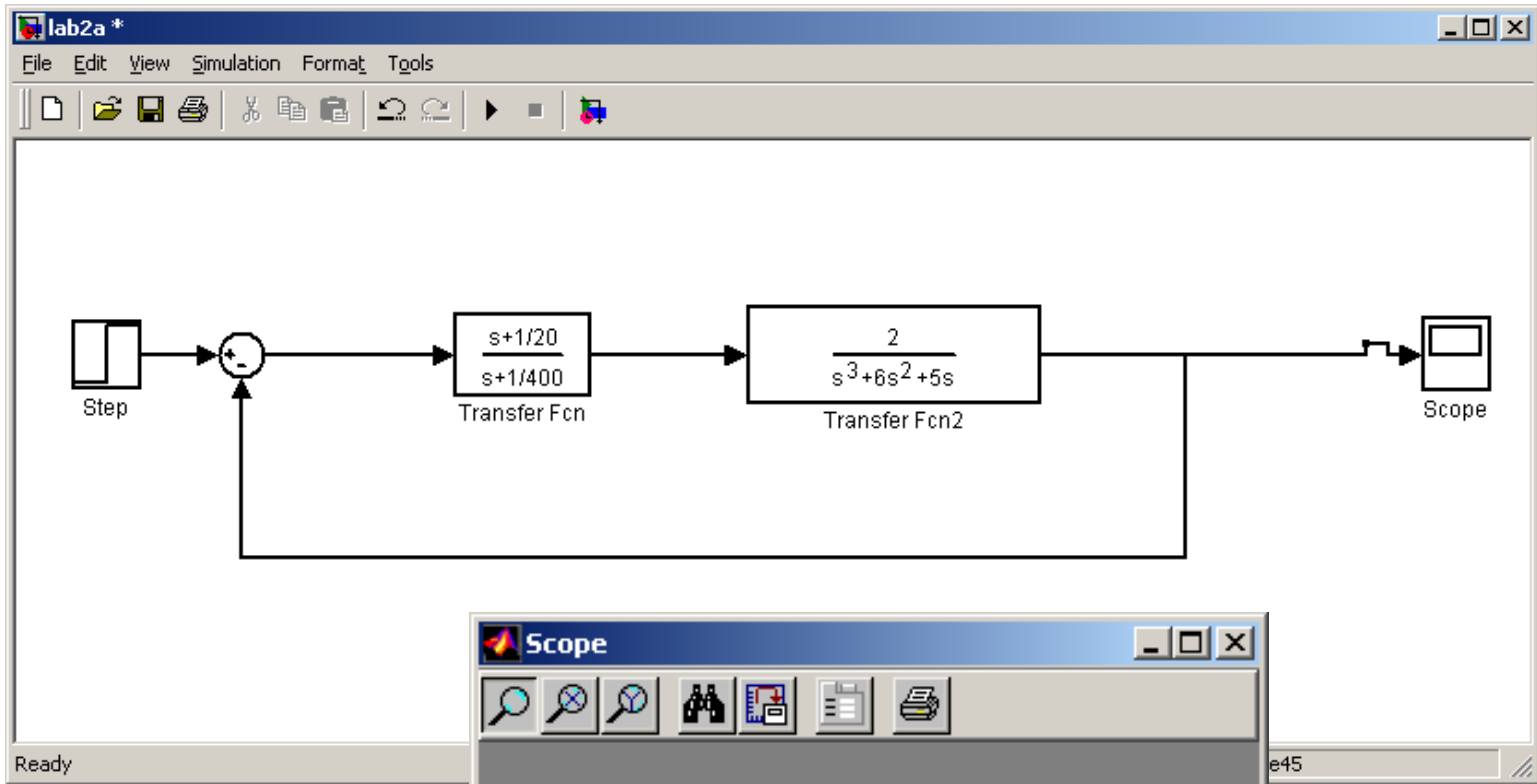 lab2a *
File Edit View Simulation Format Tools
Step
+
-
s+1/20
s+1/400
Transfer Fcn
2
s3+6s2+5s
Transfer Fcn2
Scope
Scope
Ready
e45